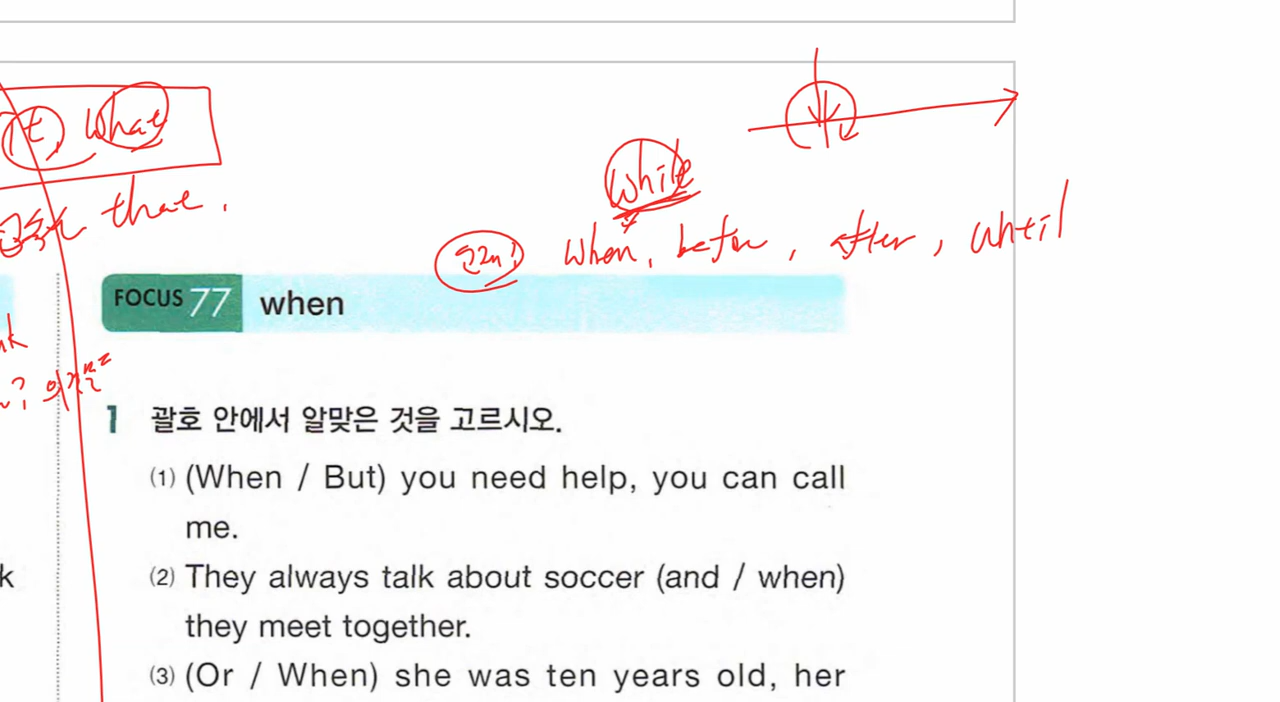 what
that.
while
언제? when, before, after, until
FOCUS 77 when
1 괄호 안에서 알맞은 것을 고르시오.
(1) (When / But) you need help, you can call
me.
k
(2) They always talk about soccer (and / when)
they meet together.
(3) (Or / When) she was ten years old, her